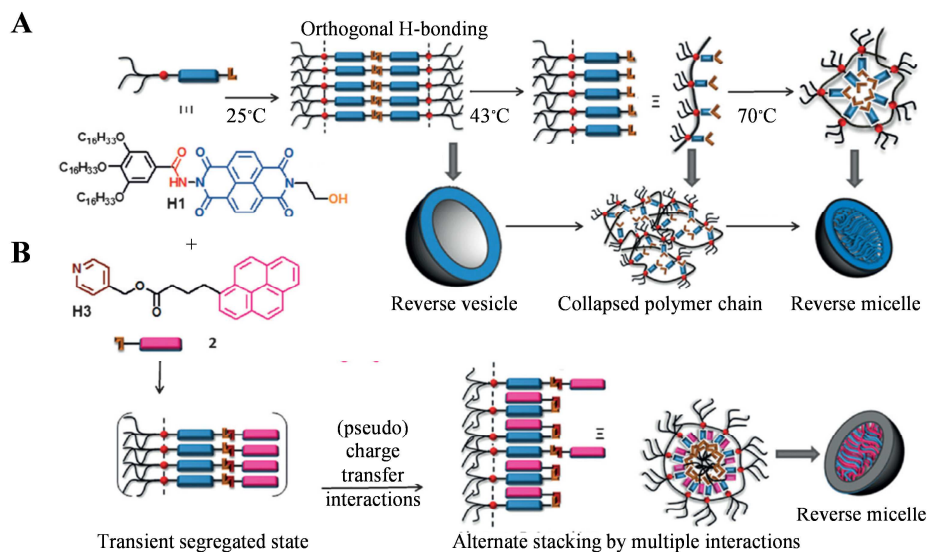 A
Orthogonal H-bonding
25°C
43°C
70°C
C16H33O
C16H33O
C16H33O
O
HN
N
O
O
O
O
N
OH
H1
+
Reverse vesicle
Collapsed polymer chain
Reverse micelle
B
N
O
O
H3
2
(pseudo)
charge
transfer
interactions
Transient segregated state
Alternate stacking by multiple interactions
Reverse micelle